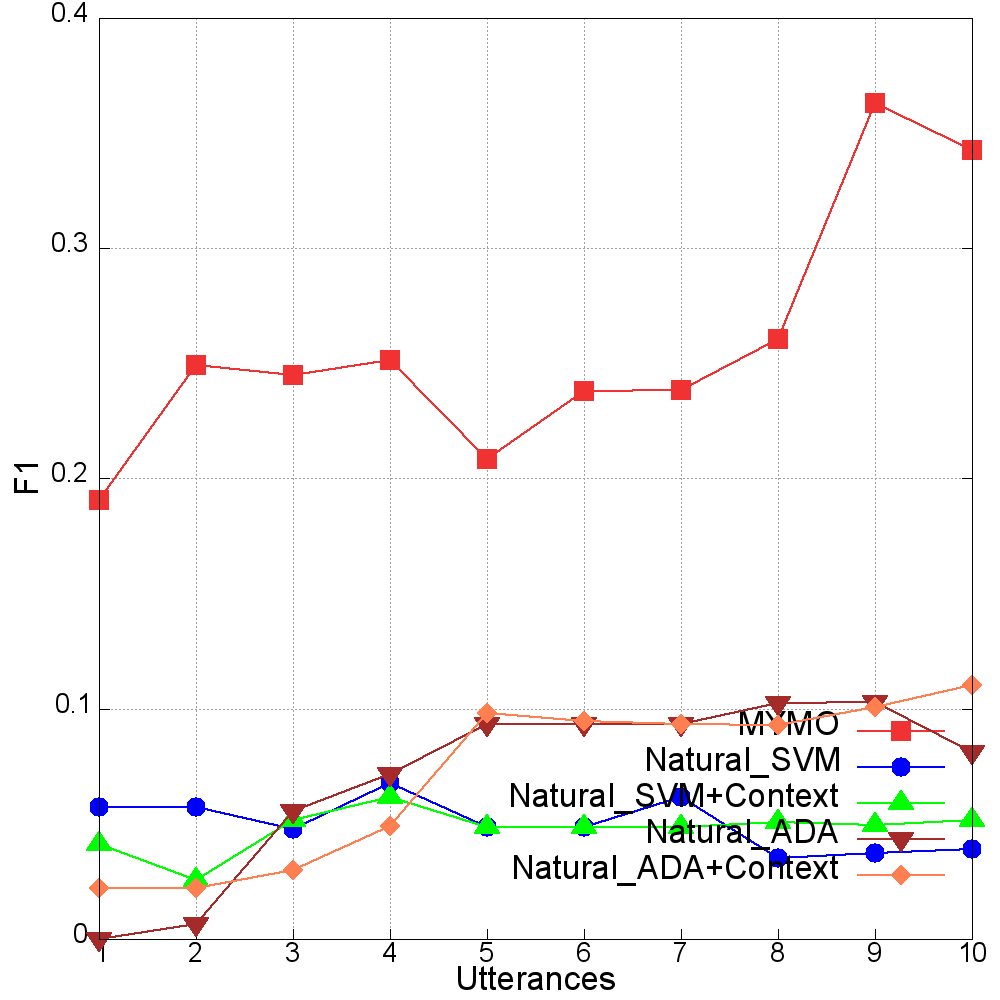 0.4
0.3
0.2
0.1
0
F1
1 2 3 4 5 6 7 8 9 10
Utterances
MYMO
Natural_SVM
Natural_SVM+Context
Natural_ADA
Natural_ADA+Context